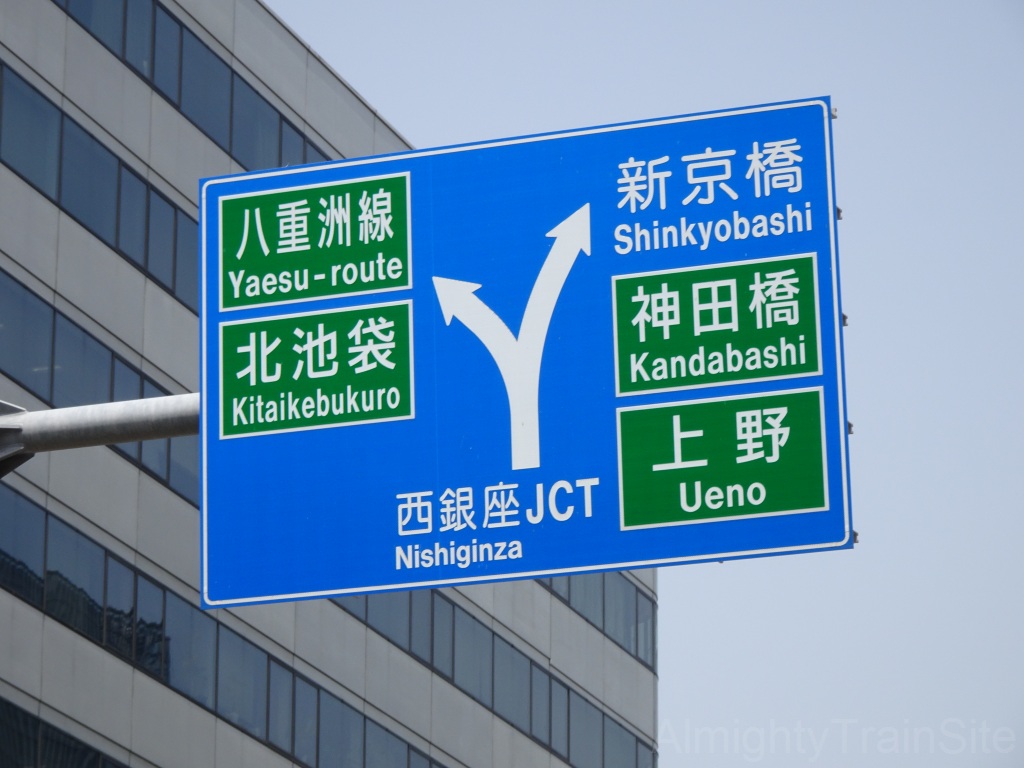 八重洲線
Yaesu-route
北池袋
Kitaikebukuro
新京橋
Shinkyobashi
神田橋
Kandabashi
上野
Ueno
西銀座JCT
Nishiginza
AlmightyTrainSite